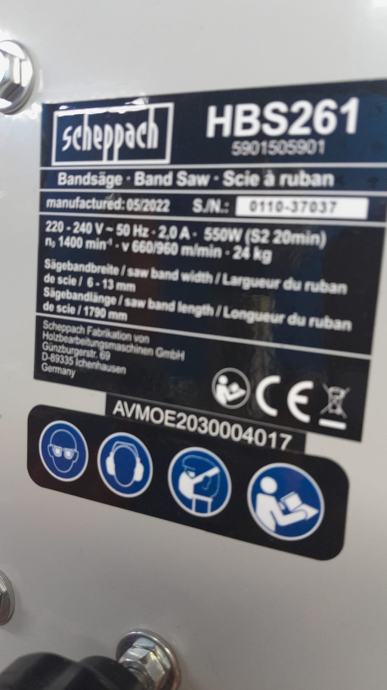 scheppach
HBS261
5901505901
Bandsäge · Band Saw · Scie à ruban
manufactured: 05/2022 S./N.: 0110-37037
220 - 240 V ~ 50 Hz · 2,0 A · 550W (S2 20min)
n₀ 1400 min⁻¹ · v 660/960 m/min · 24 kg
Sägebandbreite / saw band width / Largueur du ruban
de scie / 6 - 13 mm
Sägebandlänge / saw band length / Longueur du ruban
de scie / 1790 mm
Scheppach Fabrikation von
Holzbearbeitungsmaschinen GmbH
Günzburgerstr. 69
D-89335 Ichenhausen
Germany
CE
AVMOE2030004017